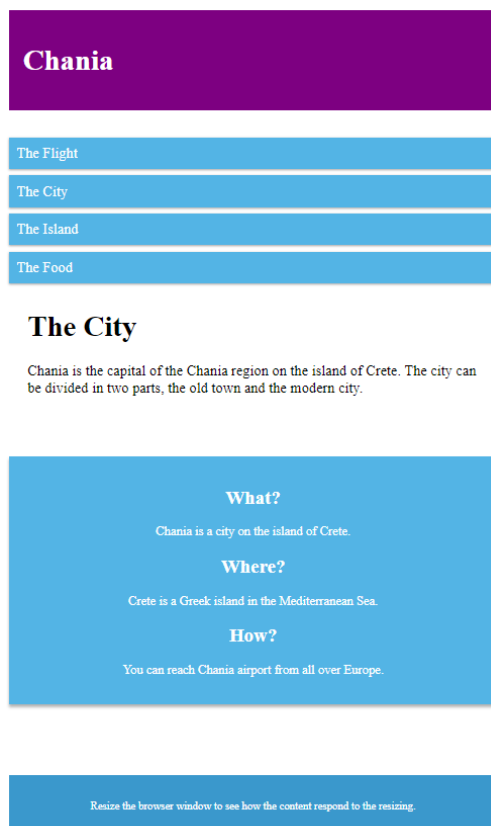 Chania
The Flight
The City
The Island
The Food
The City
Chania is the capital of the Chania region on the island of Crete. The city can
be divided in two parts, the old town and the modern city.
What?
Chania is a city on the island of Crete.
Where?
Crete is a Greek island in the Mediterranean Sea.
How?
You can reach Chania airport from all over Europe.
Resize the browser window to see how the content respond to the resizing.